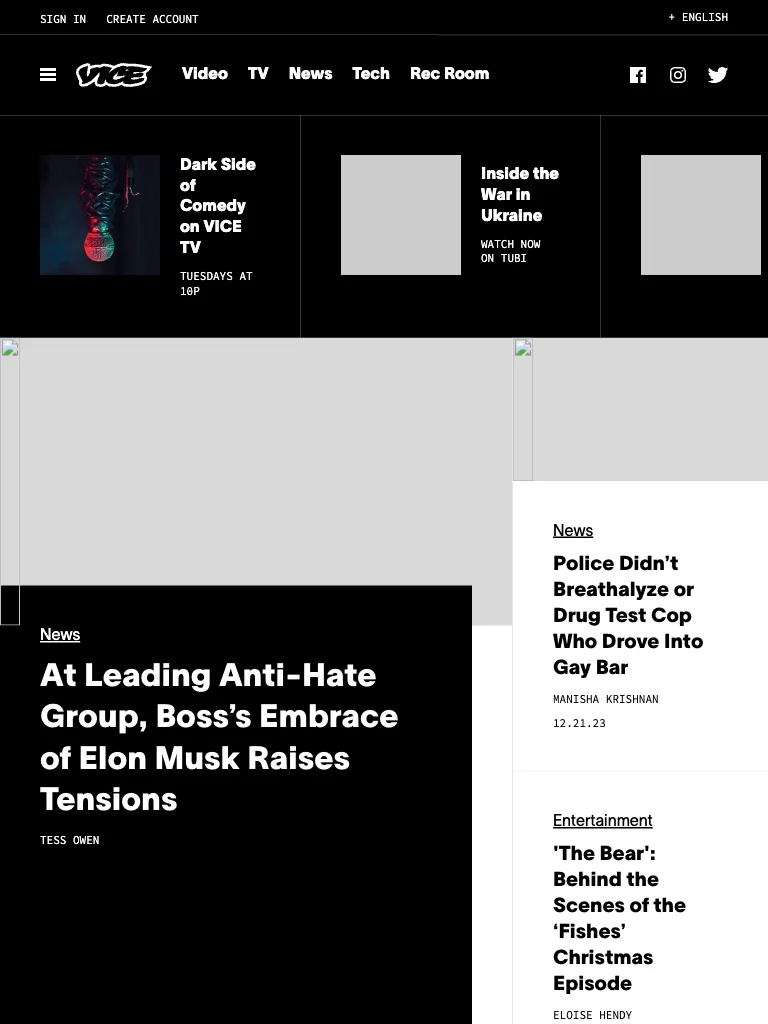 SIGN IN CREATE ACCOUNT + ENGLISH
VICE Video TV News Tech Rec Room
Dark Side
of
Comedy
on VICE
TV
TUESDAYS AT
10P
Inside the
War in
Ukraine
WATCH NOW
ON TUBI
News
At Leading Anti-Hate
Group, Boss’s Embrace
of Elon Musk Raises
Tensions
TESS OWEN
News
Police Didn’t
Breathalyze or
Drug Test Cop
Who Drove Into
Gay Bar
MANISHA KRISHNAN
12.21.23
Entertainment
'The Bear':
Behind the
Scenes of the
‘Fishes’
Christmas
Episode
ELOISE HENDY